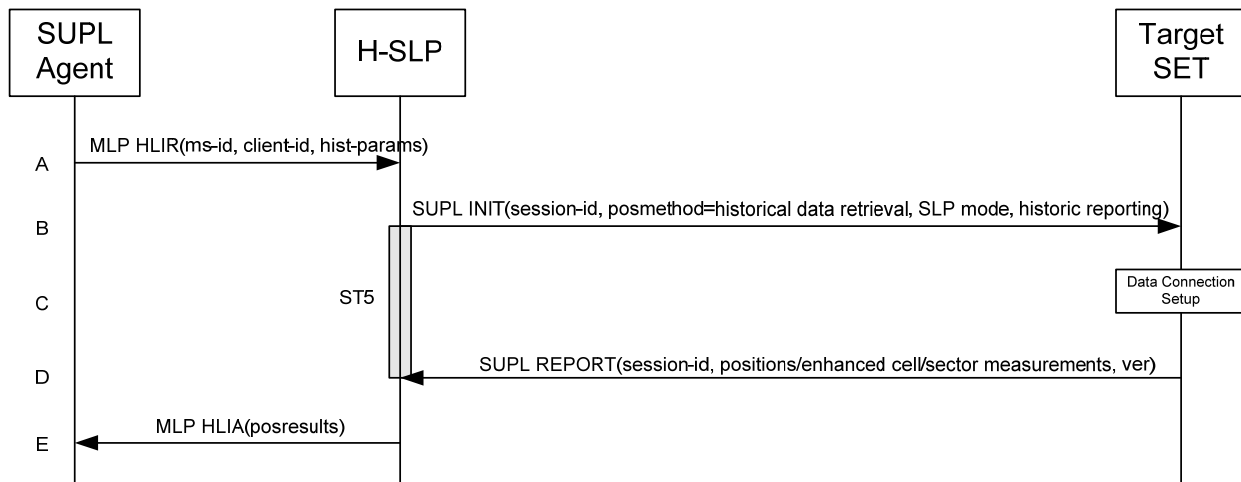 SUPL
Agent
H-SLP
Target
SET
A
MLP HLIR(ms-id, client-id, hist-params)
B
SUPL INIT(session-id, posmethod=historical data retrieval, SLP mode, historic reporting)
C
ST5
Data Connection
Setup
D
SUPL REPORT(session-id, positions/enhanced cell/sector measurements, ver)
E
MLP HLIA(posresults)